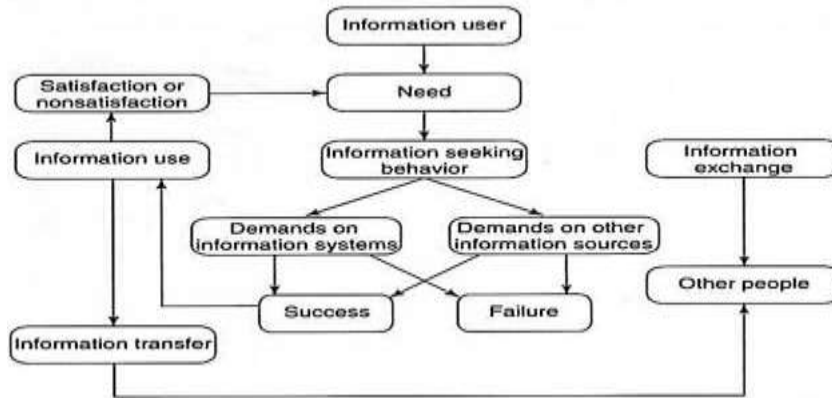 Information user
Satisfaction or
nonsatisfaction
Need
Information use
Information seeking
behavior
Information
exchange
Demands on
information systems
Demands on other
information sources
Other people
Success
Failure
Information transfer